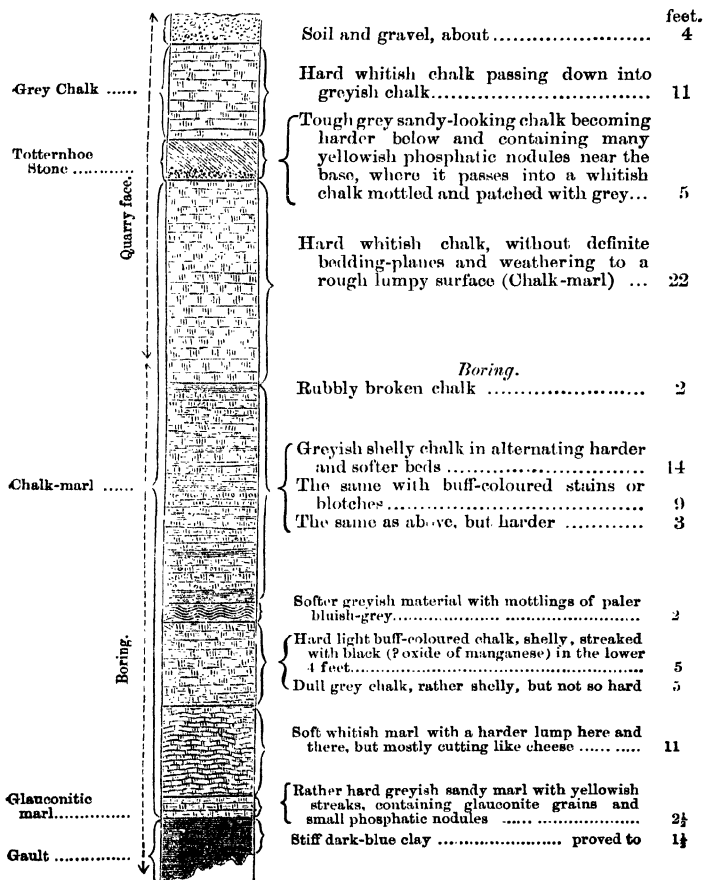 feet.
Soil and gravel, about ........................ 4
Grey Chalk ......
Hard whitish chalk passing down into
greyish chalk.................................. 11
Totternhoe
Stone ...........
Tough grey sandy-looking chalk becoming
harder below and containing many
yellowish phosphatic nodules near the
base, where it passes into a whitish
chalk mottled and patched with grey... 5
Quarry face.
Hard whitish chalk, without definite
bedding-planes and weathering to a
rough lumpy surface (Chalk-marl) ... 22
Boring.
Rubbly broken chalk ........................ 2
Chalk-marl ......
Greyish shelly chalk in alternating harder
and softer beds .............................. 14
The same with buff-coloured stains or
blotches....................................... 9
The same as above, but harder ............ 3
Boring.
Softer greyish material with mottlings of paler
bluish-grey........................................ 2
Hard light buff-coloured chalk, shelly, streaked
with black (? oxide of manganese) in the lower
4 feet................................................ 5
Dull grey chalk, rather shelly, but not so hard 5
Soft whitish marl with a harder lump here and
there, but mostly cutting like cheese ...... ..... 11
Glauconitic
marl............
Rather hard greyish sandy marl with yellowish
streaks, containing glauconite grains and
small phosphatic nodules ...... .................. 2½
Gault ............
Stiff dark-blue clay ..................... proved to 1½